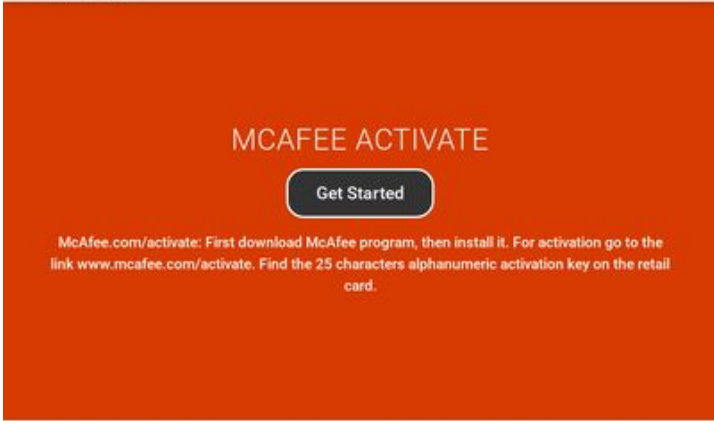 MCAFEE ACTIVATE
Get Started
McAfee.com/activate: First download McAfee program, then install it. For activation go to the
link www.mcafee.com/activate. Find the 25 characters alphanumeric activation key on the retail
card.